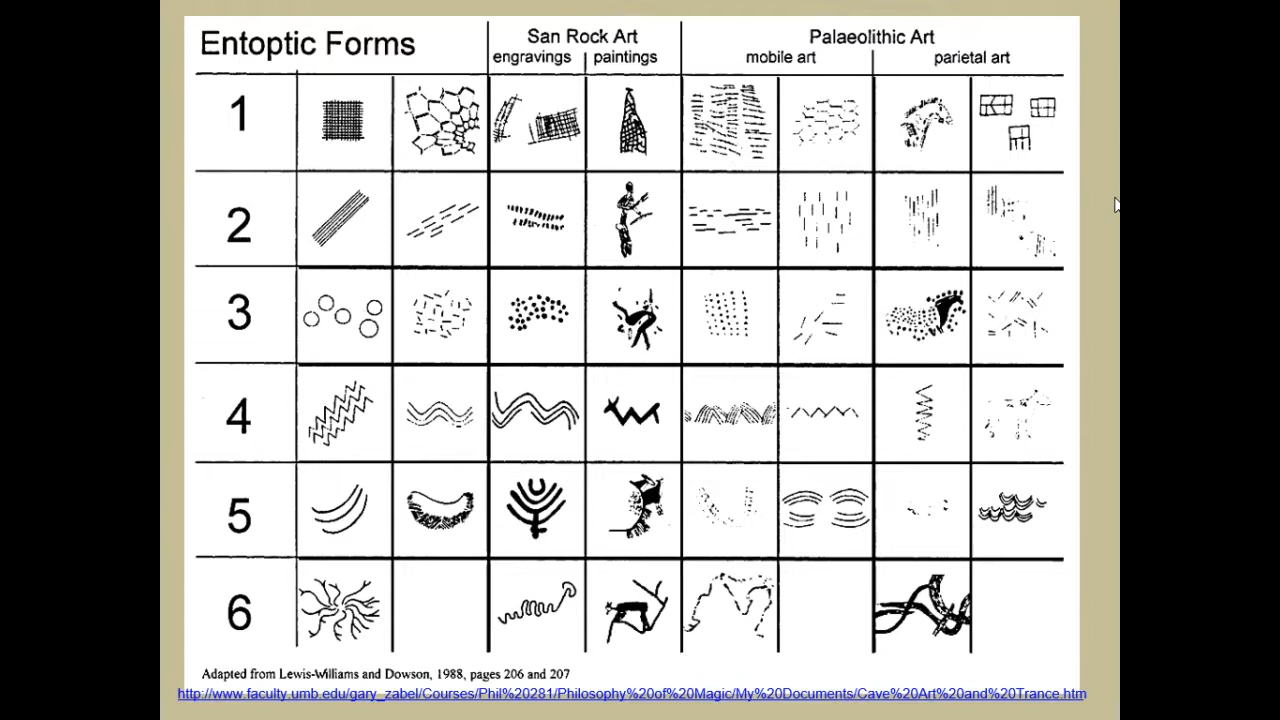 Entoptic Forms
San Rock Art
Palaeolithic Art
engravings
paintings
mobile art
parietal art
1
2
3
4
5
6
Adapted from Lewis-Williams and Dowson, 1988, pages 206 and 207
http://www.faculty.umb.edu/gary_zabel/Courses/Phil%20281/Philosophy%20of%20Magic/My%20Documents/Cave%20Art%20and%20Trance.htm